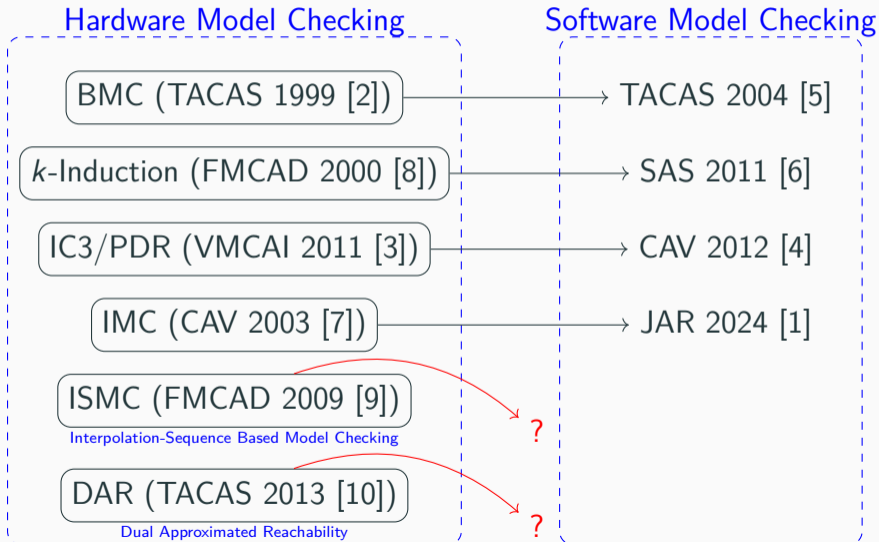 Hardware Model Checking
Software Model Checking
BMC (TACAS 1999 [2])
TACAS 2004 [5]
k-Induction (FMCAD 2000 [8])
SAS 2011 [6]
IC3/PDR (VMCAI 2011 [3])
CAV 2012 [4]
IMC (CAV 2003 [7])
JAR 2024 [1]
ISMC (FMCAD 2009 [9])
?
Interpolation-Sequence Based Model Checking
DAR (TACAS 2013 [10])
?
Dual Approximated Reachability